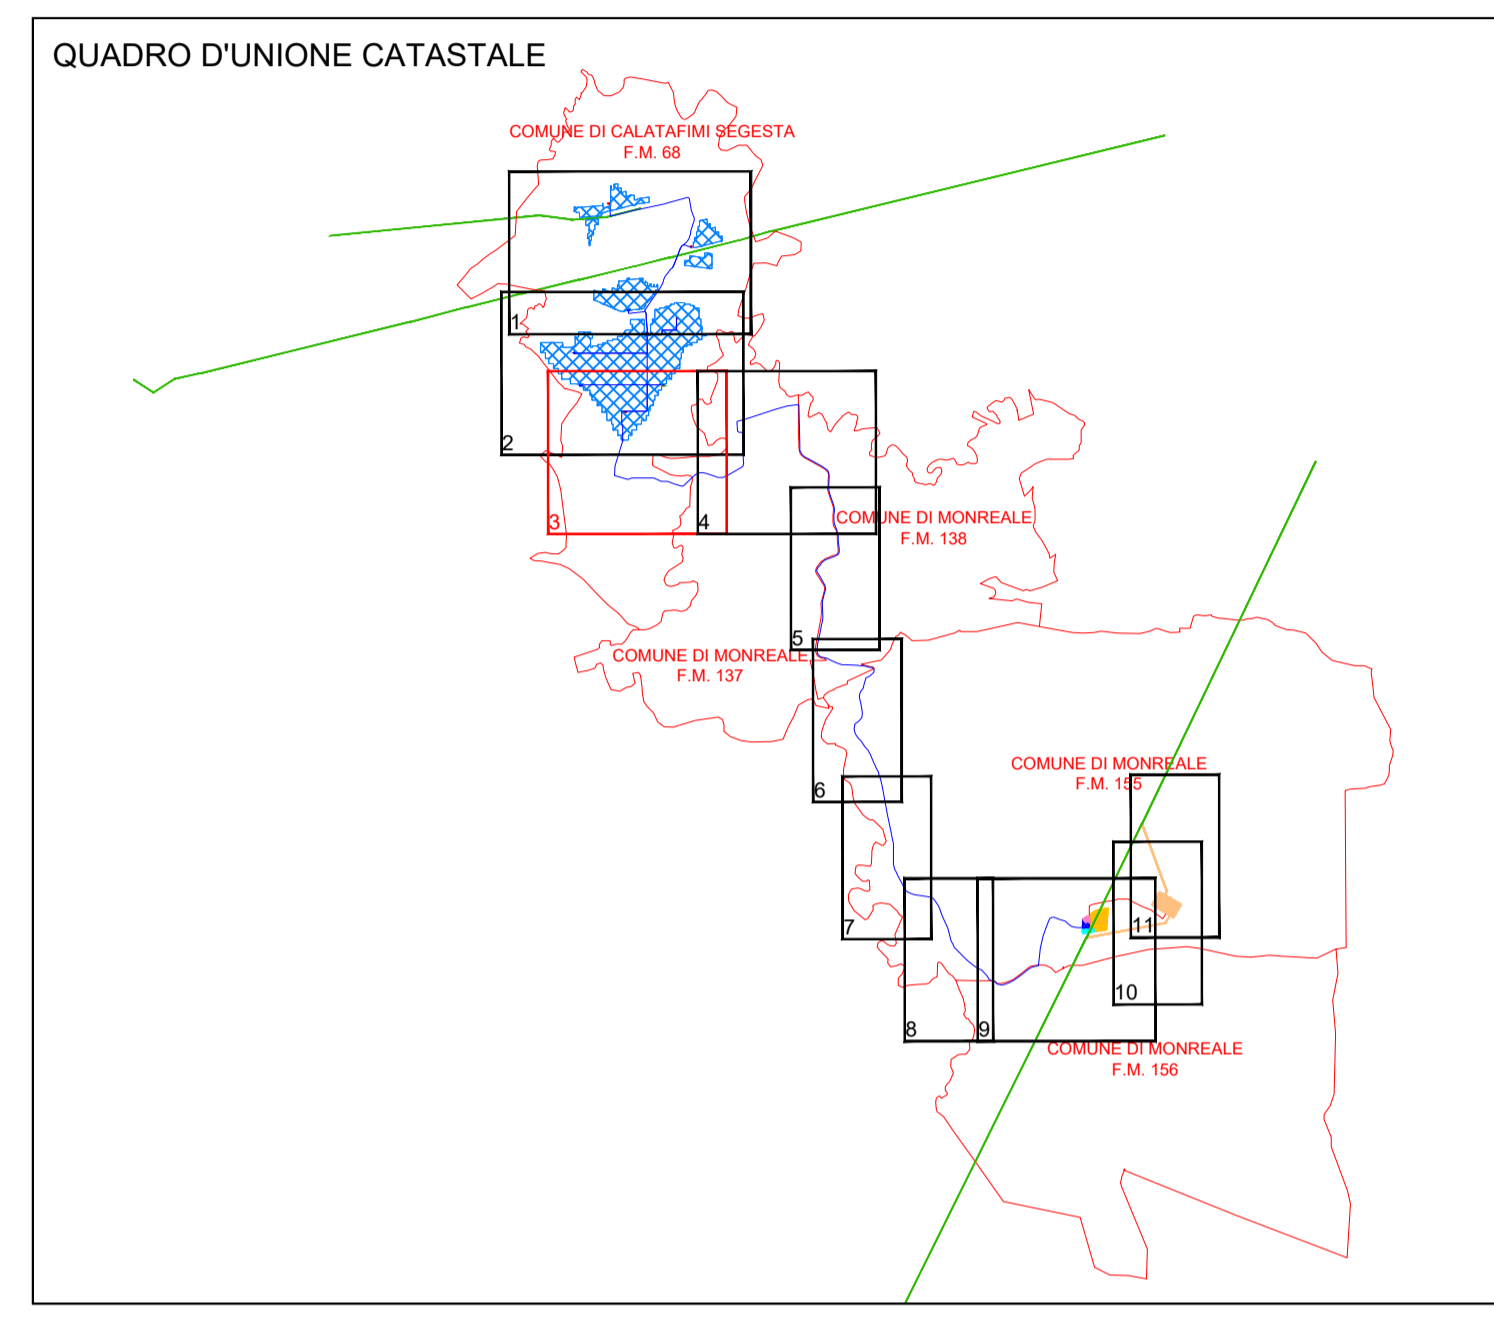 QUADRO D'UNIONE CATASTALE
COMUNE DI CALATAFIMI SEGESTA
F.M. 68
1
2
3
4
COMUNE DI MONREALE
F.M. 138
5
COMUNE DI MONREALE
F.M. 137
6
COMUNE DI MONREALE
F.M. 155
7
11
10
8
9
COMUNE DI MONREALE
F.M. 156